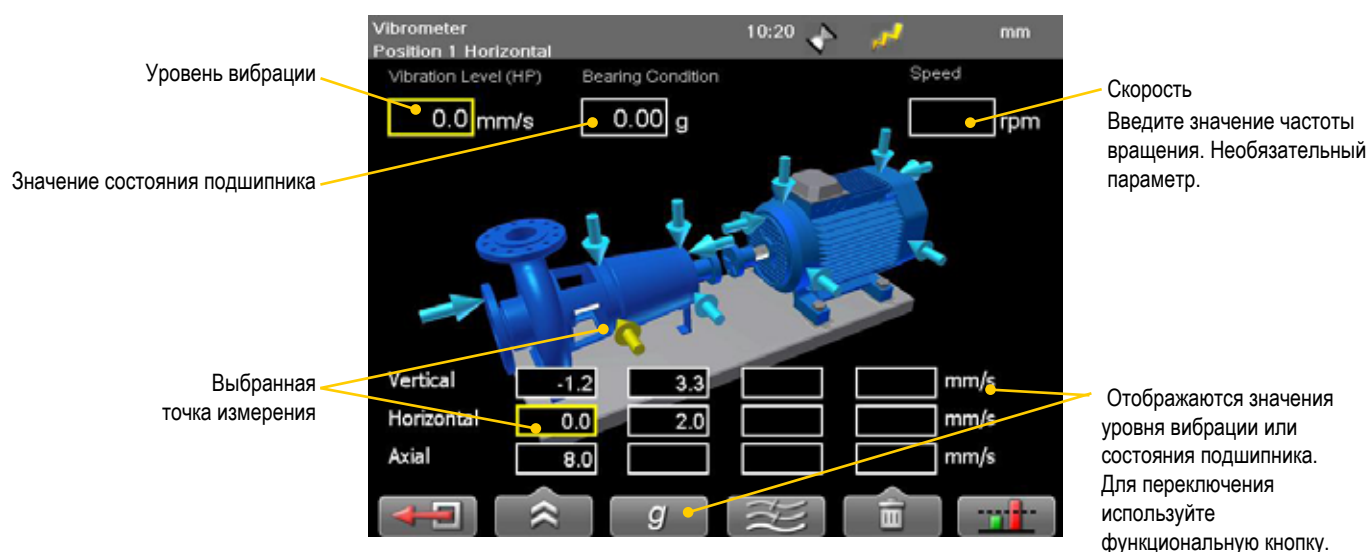 Vibrometer
10:20
mm
Position 1 Horizontal
Уровень вибрации
Vibration Level (HP)
Bearing Condition
Speed
0.0 mm/s
0.00 g
rpm
Скорость
Введите значение частоты
вращения. Необязательный
параметр.
Значение состояния подшипника
Выбранная
точка измерения
Vertical
-1.2
3.3
mm/s
Horizontal
0.0
2.0
mm/s
Axial
8.0
mm/s
g
Отображаются значения
уровня вибрации или
состояния подшипника.
Для переключения
используйте
функциональную кнопку.